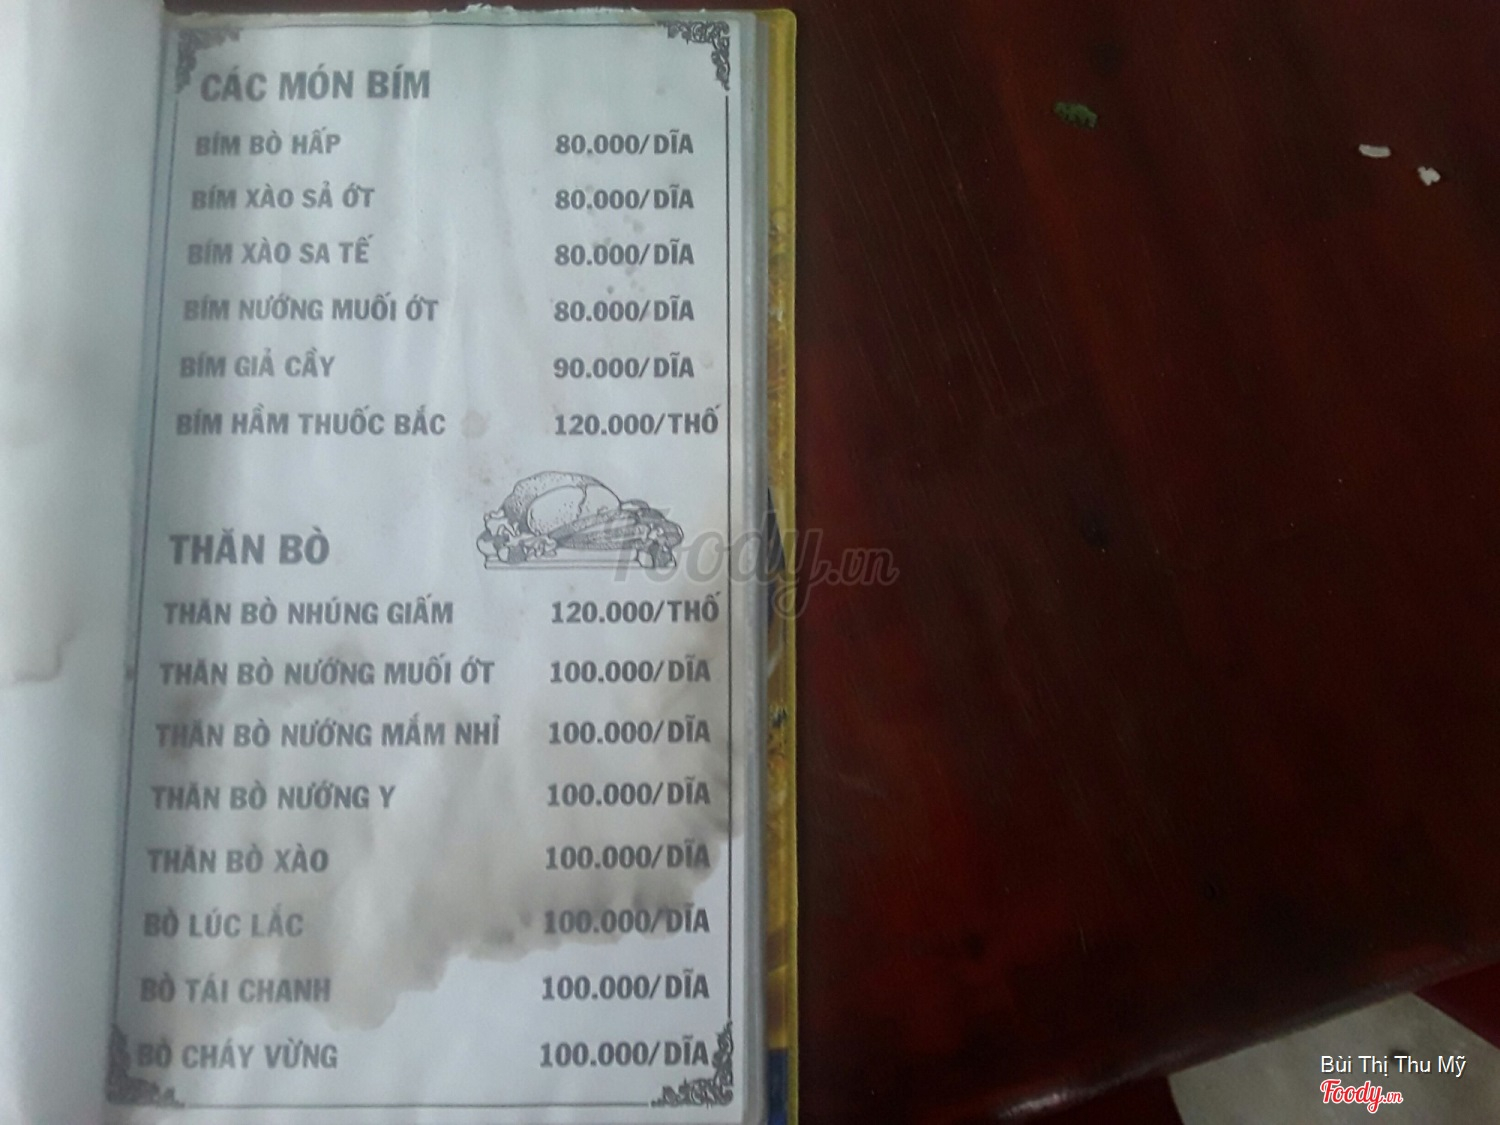 CÁC MÓN BÍM
BÍM BÒ HẤP 80.000/DĨA
BÍM XÀO SẢ ỚT 80.000/DĨA
BÍM XÀO SA TẾ 80.000/DĨA
BÍM NƯỚNG MUỐI ỚT 80.000/DĨA
BÍM GIẢ CẦY 90.000/DĨA
BÍM HẦM THUỐC BẮC 120.000/THỐ
THĂN BÒ
THĂN BÒ NHÚNG GIẤM 120.000/THỐ
THĂN BÒ NƯỚNG MUỐI ỚT 100.000/DĨA
THĂN BÒ NƯỚNG MẮM NHỈ 100.000/DĨA
THĂN BÒ NƯỚNG Y 100.000/DĨA
THĂN BÒ XÀO 100.000/DĨA
BÒ LÚC LẮC 100.000/DĨA
BÒ TÁI CHANH 100.000/DĨA
BÒ CHÁY VỪNG 100.000/DĨA
Foody.vn
Bùi Thị Thu Mỹ
Foody.vn